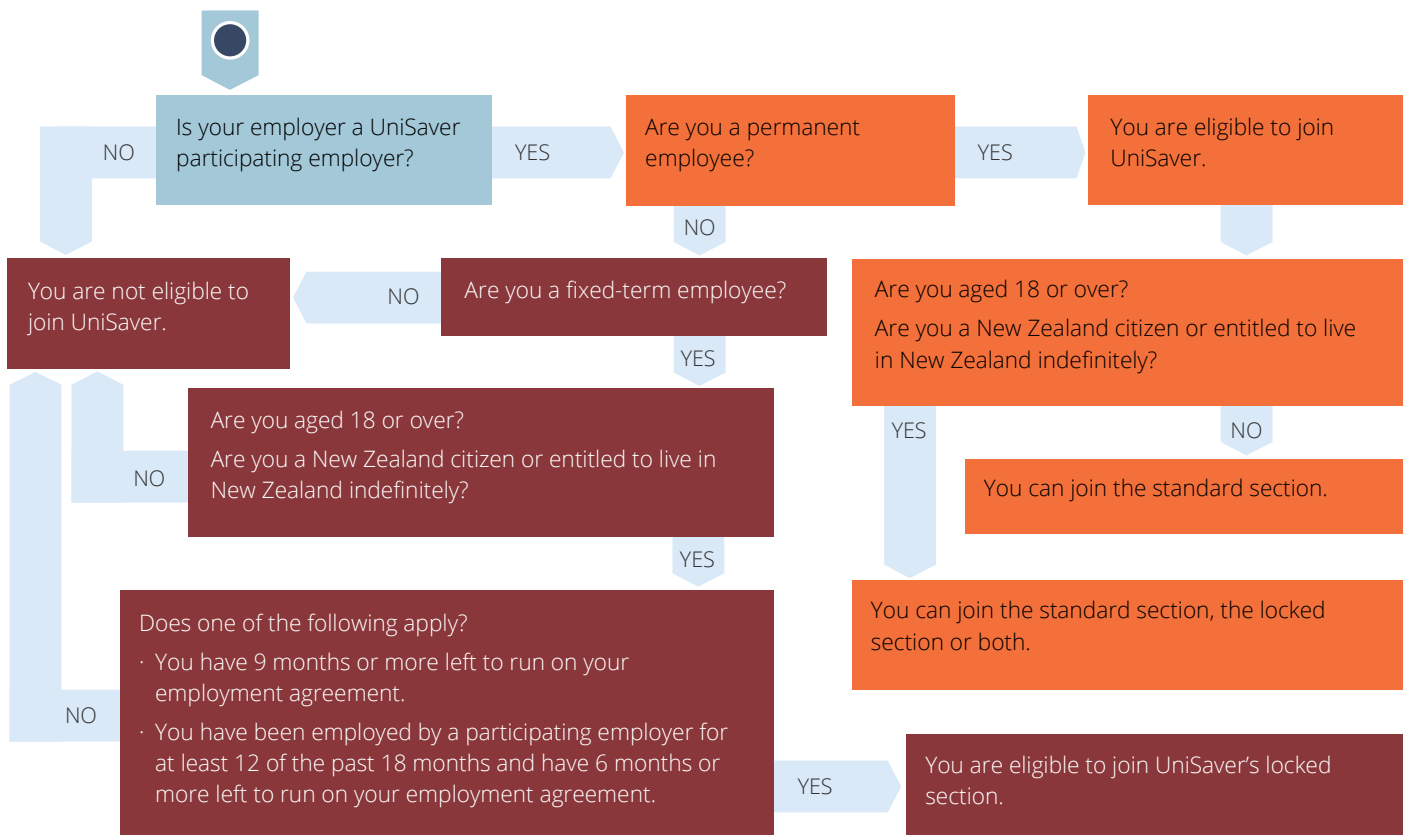 Is your employer a UniSaver
participating employer?
NO
YES
Are you a permanent
employee?
YES
You are eligible to join
UniSaver.
NO
You are not eligible to
join UniSaver.
NO
Are you a fixed-term employee?
Are you aged 18 or over?
Are you a New Zealand citizen or entitled to live
in New Zealand indefinitely?
YES
Are you aged 18 or over?
Are you a New Zealand citizen or entitled to live in
New Zealand indefinitely?
NO
YES
NO
You can join the standard section.
YES
Does one of the following apply?
· You have 9 months or more left to run on your
employment agreement.
· You have been employed by a participating employer for
at least 12 of the past 18 months and have 6 months or
more left to run on your employment agreement.
NO
You can join the standard section, the locked
section or both.
YES
You are eligible to join UniSaver’s locked
section.